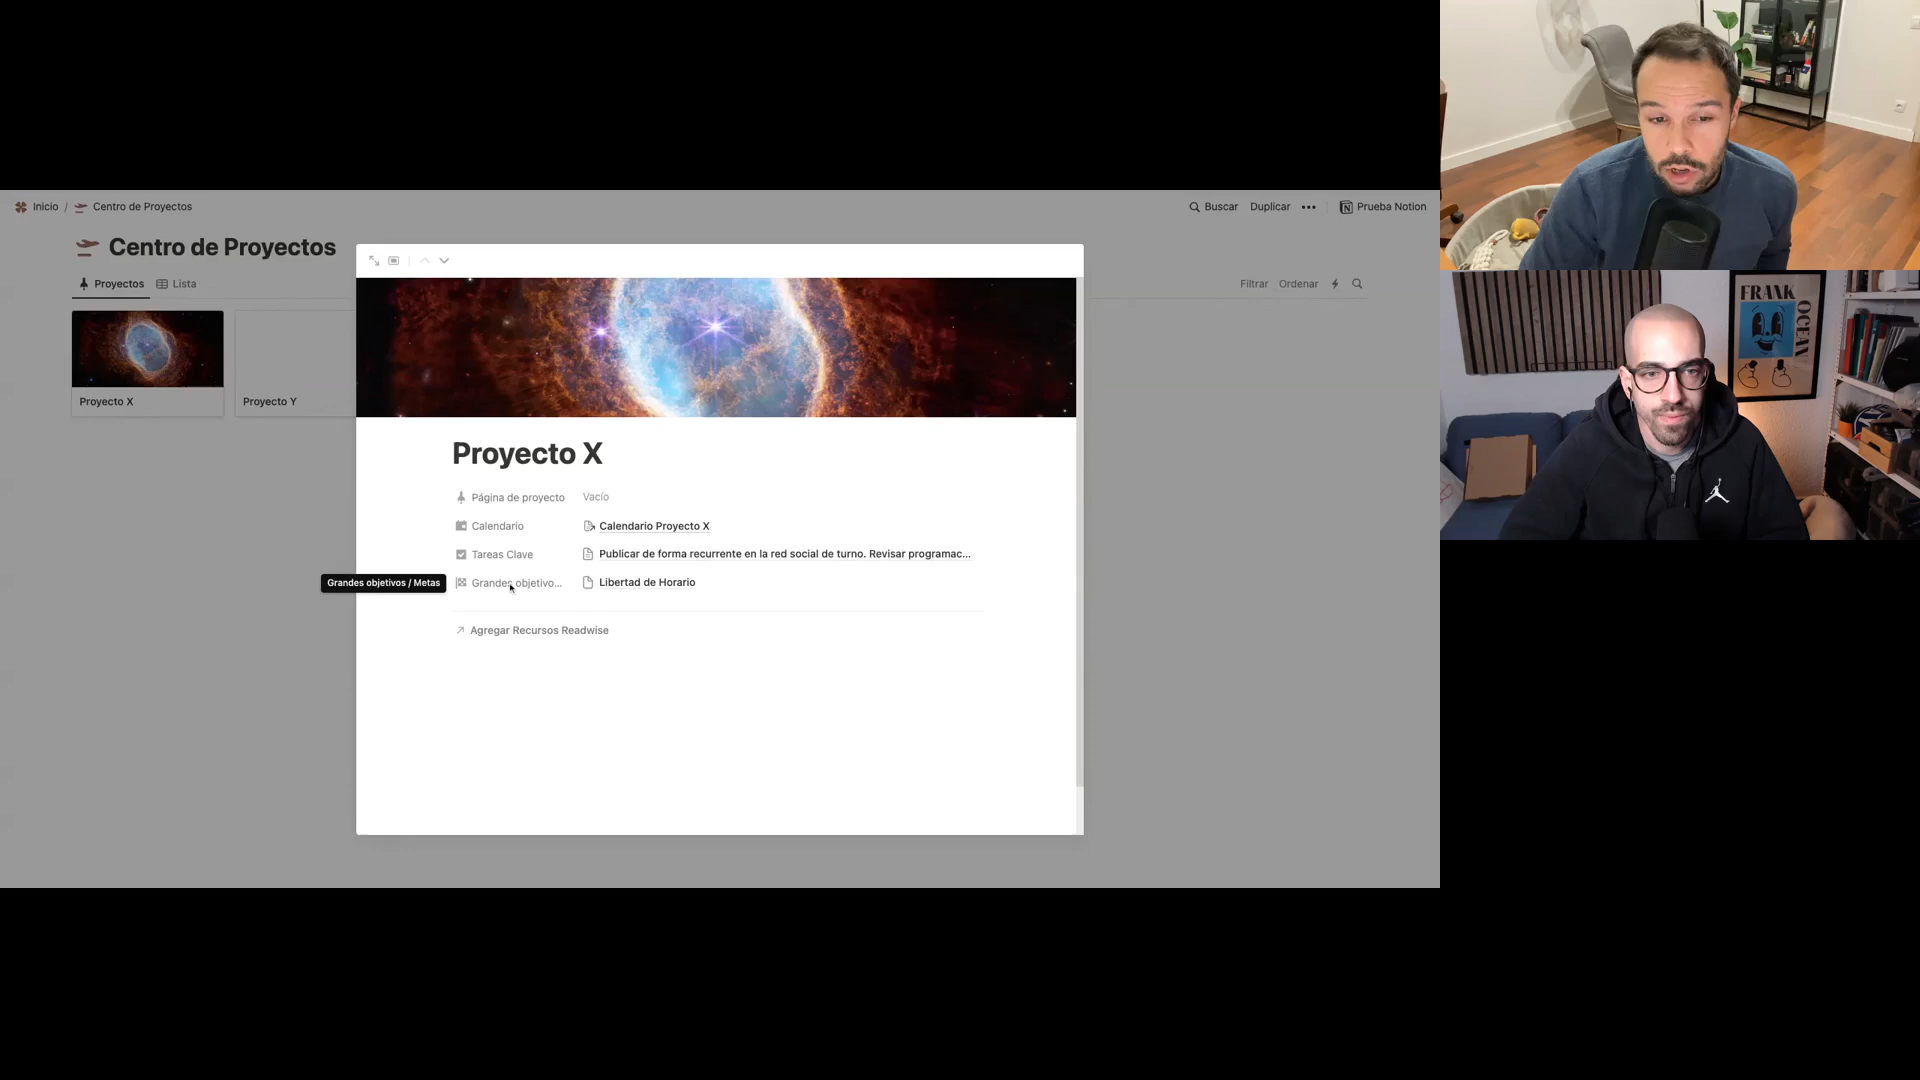 Inicio / Centro de Proyectos
Buscar Duplicar ••• Prueba Notion
Centro de Proyectos
Proyectos Lista
Filtrar Ordenar
Proyecto X
Proyecto Y
Proyecto X
Página de proyecto Vacío
Calendario Calendario Proyecto X
Tareas Clave Publicar de forma recurrente en la red social de turno. Revisar programac...
Grandes objetivos / Metas
Grandes objetivo... Libertad de Horario
Agregar Recursos Readwise
FRANK
OCEAN